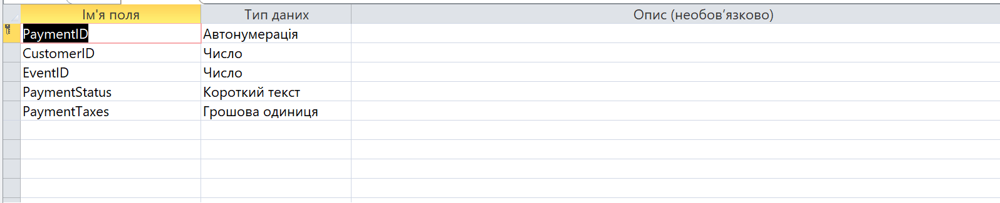 Ім'я поля Тип даних Опис (необов’язково)
PaymentID Автонумерація
CustomerID Число
EventID Число
PaymentStatus Короткий текст
PaymentTaxes Грошова одиниця